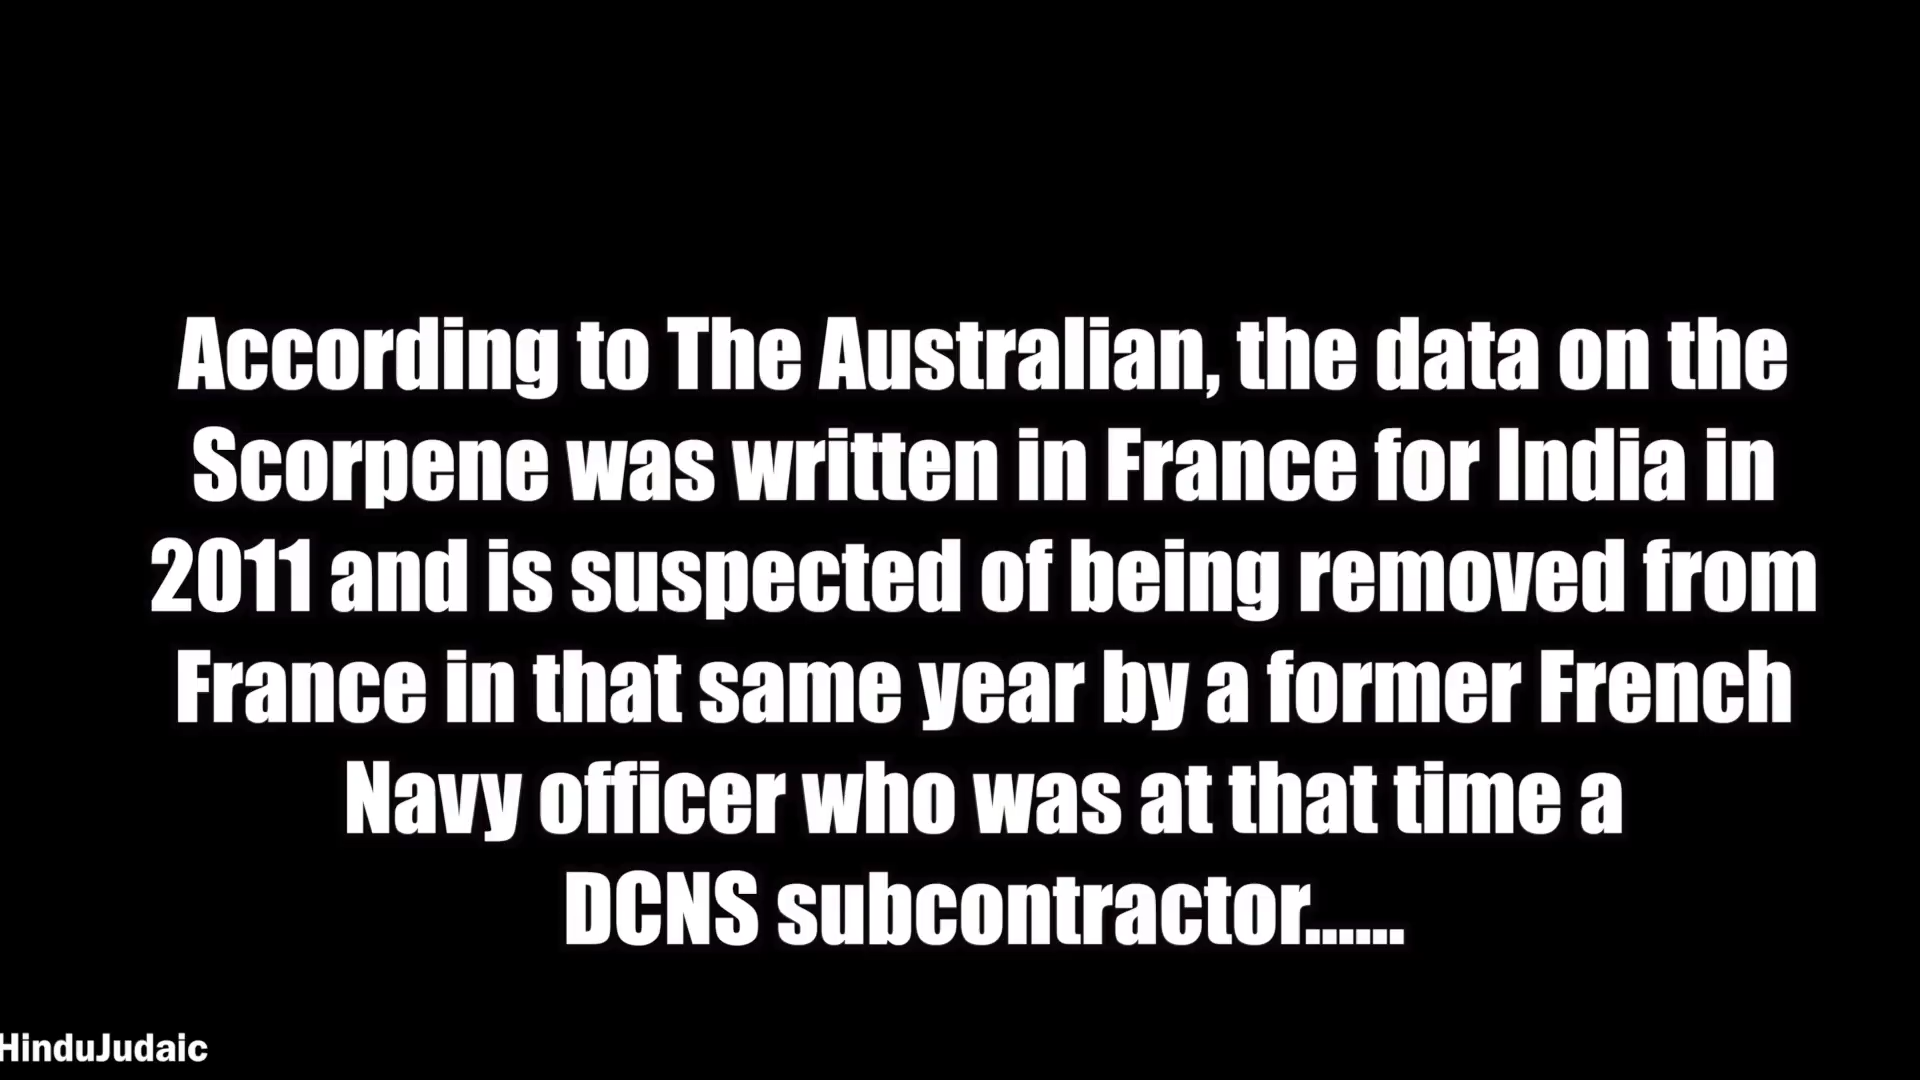 According to The Australian, the data on the
Scorpene was written in France for India in
2011 and is suspected of being removed from
France in that same year by a former French
Navy officer who was at that time a
DCNS subcontractor......
HinduJudaic